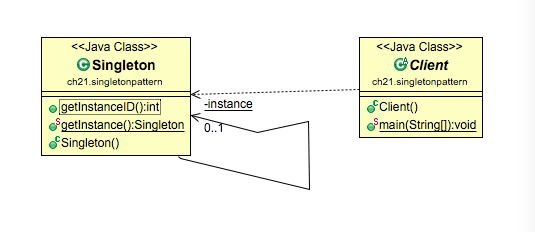 <<Java Class>>
Singleton
ch21.singletonpattern
getInstanceID():int
getInstance():Singleton
Singleton()
-instance
0..1
<<Java Class>>
Client
ch21.singletonpattern
Client()
main(String[]):void